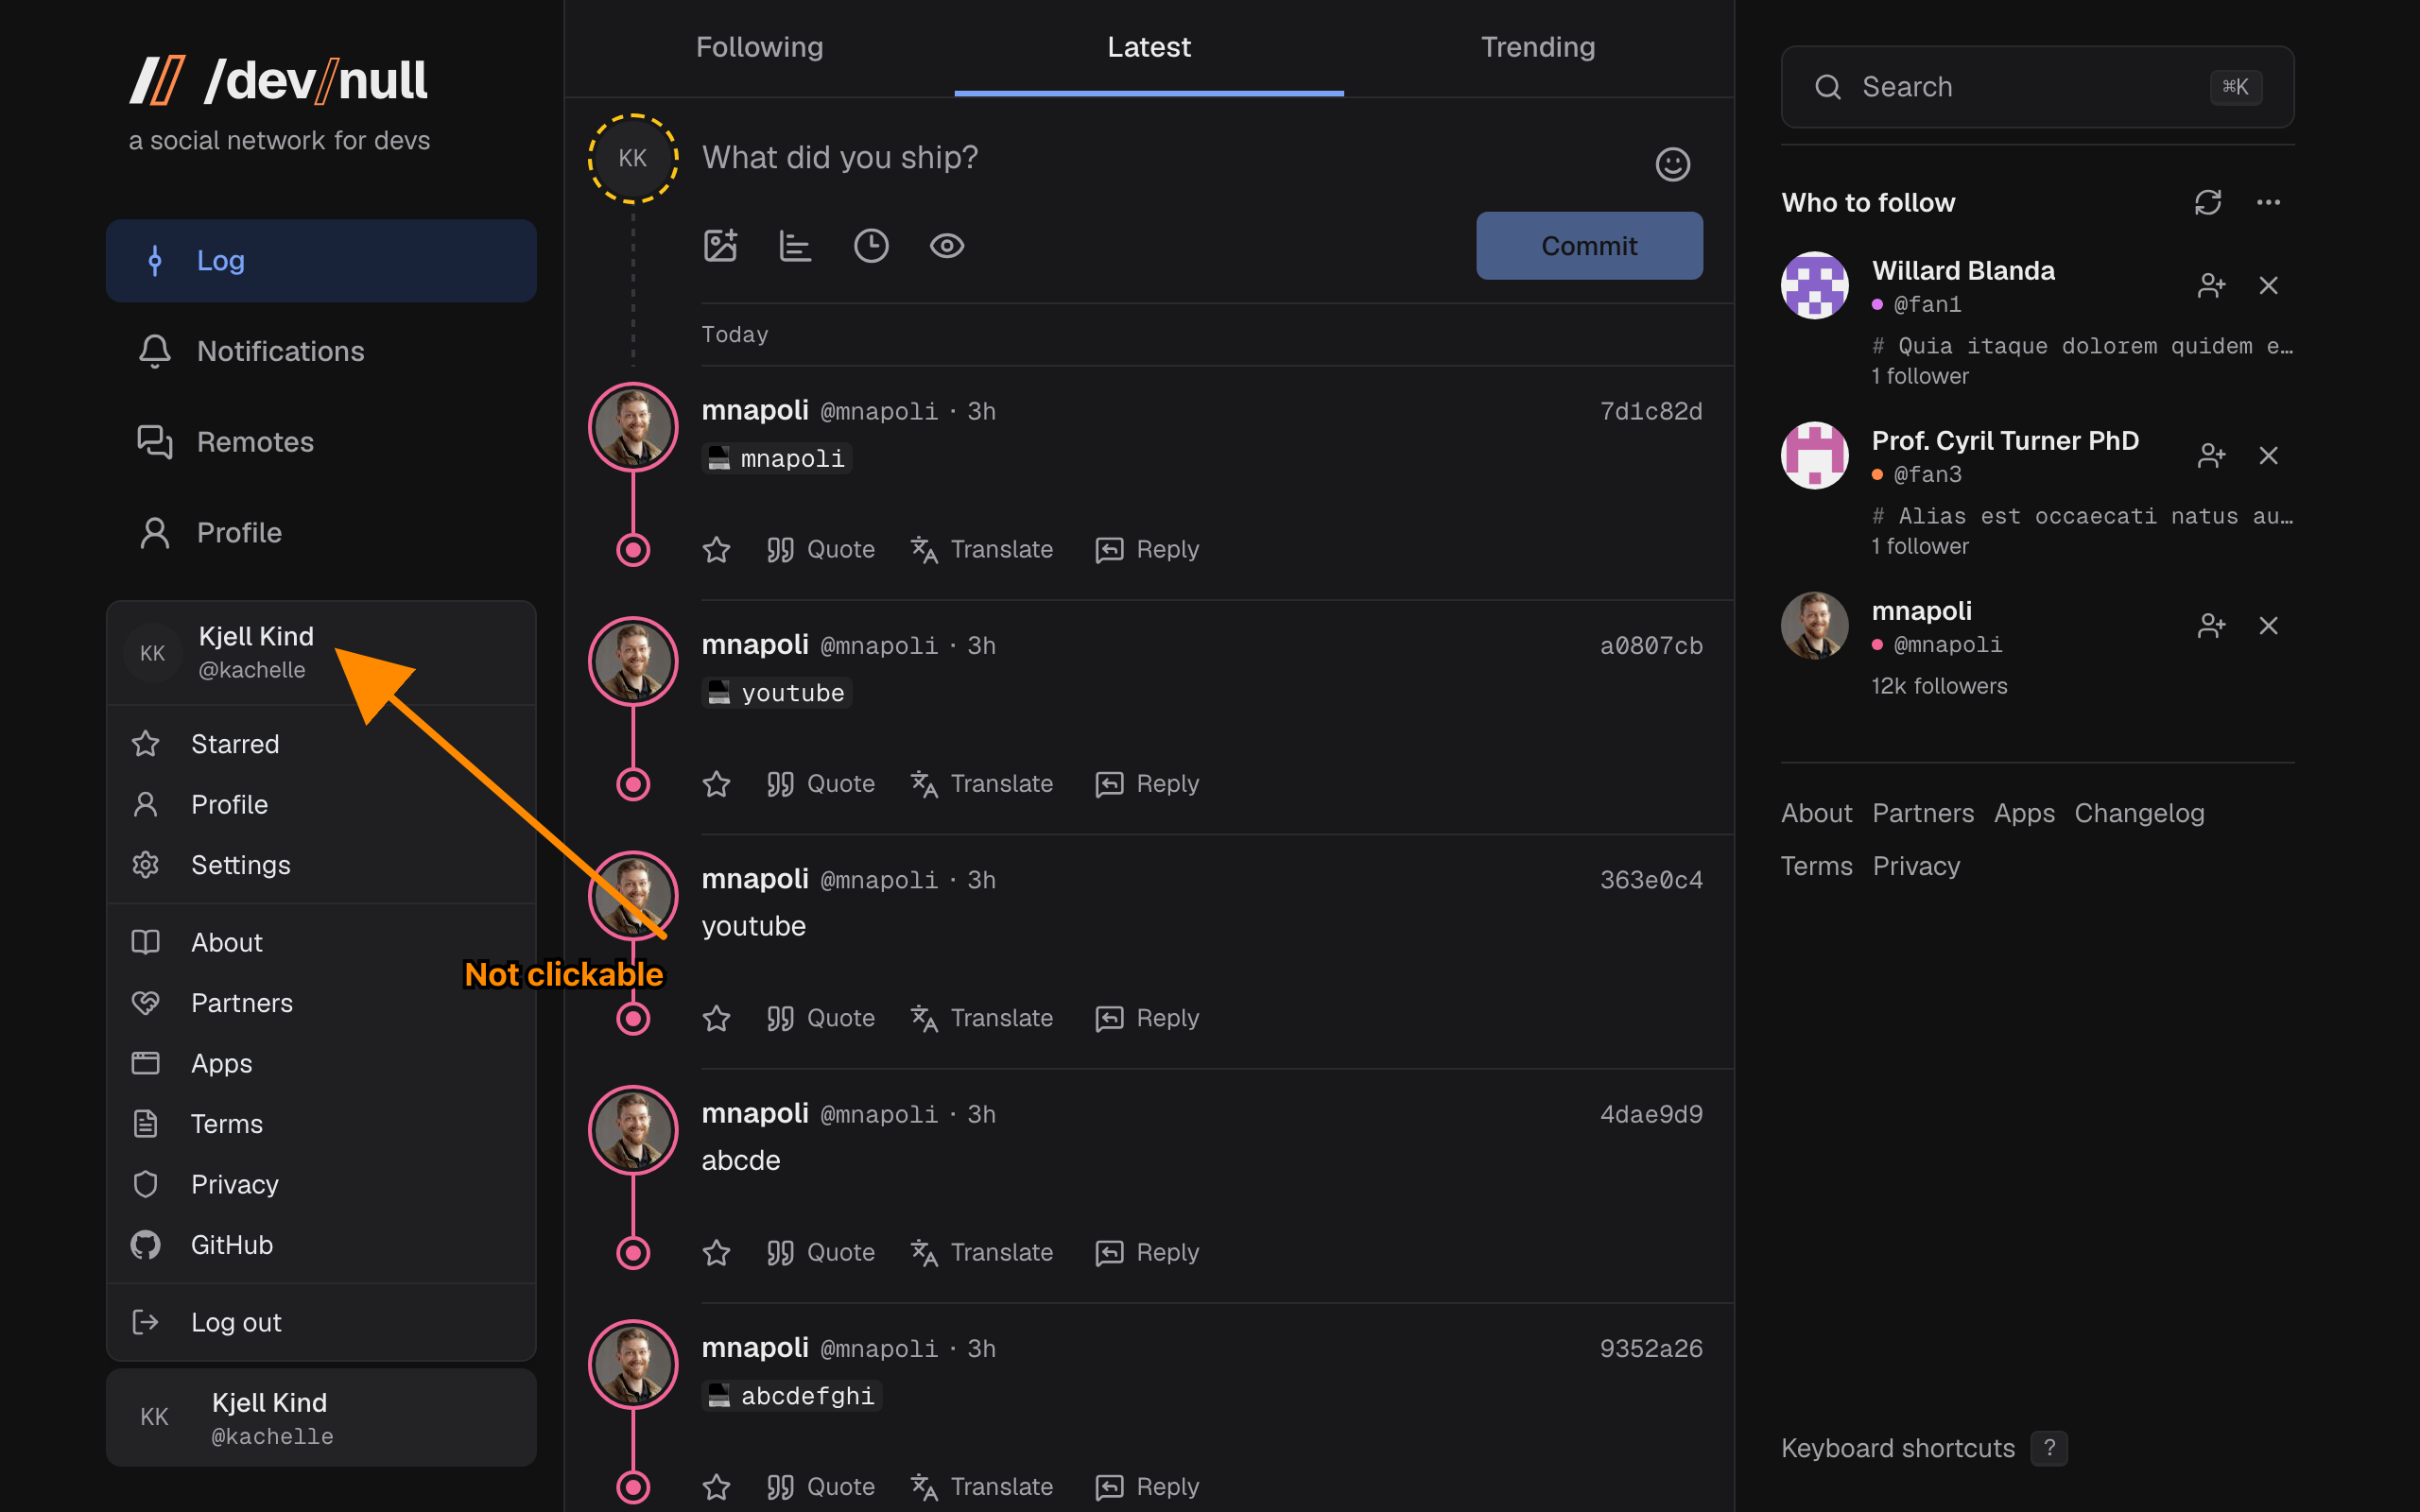 /dev//null
a social network for devs
Log
Notifications
Remotes
Profile
KK
Kjell Kind
@kachelle
Starred
Profile
Settings
About
Partners
Apps
Terms
Privacy
GitHub
Log out
KK
Kjell Kind
@kachelle
Not clickable
Following Latest Trending
KK
What did you ship?
Commit
Today
mnapoli @mnapoli · 3h 7d1c82d
mnapoli
Quote Translate Reply
mnapoli @mnapoli · 3h a0807cb
youtube
Quote Translate Reply
mnapoli @mnapoli · 3h 363e0c4
youtube
Quote Translate Reply
mnapoli @mnapoli · 3h 4dae9d9
abcde
Quote Translate Reply
mnapoli @mnapoli · 3h 9352a26
abcdefghi
Quote Translate Reply
Search ⌘K
Who to follow
Willard Blanda
@fan1
# Quia itaque dolorem quidem e…
1 follower
Prof. Cyril Turner PhD
@fan3
# Alias est occaecati natus au…
1 follower
mnapoli
@mnapoli
12k followers
About Partners Apps Changelog
Terms Privacy
Keyboard shortcuts ?